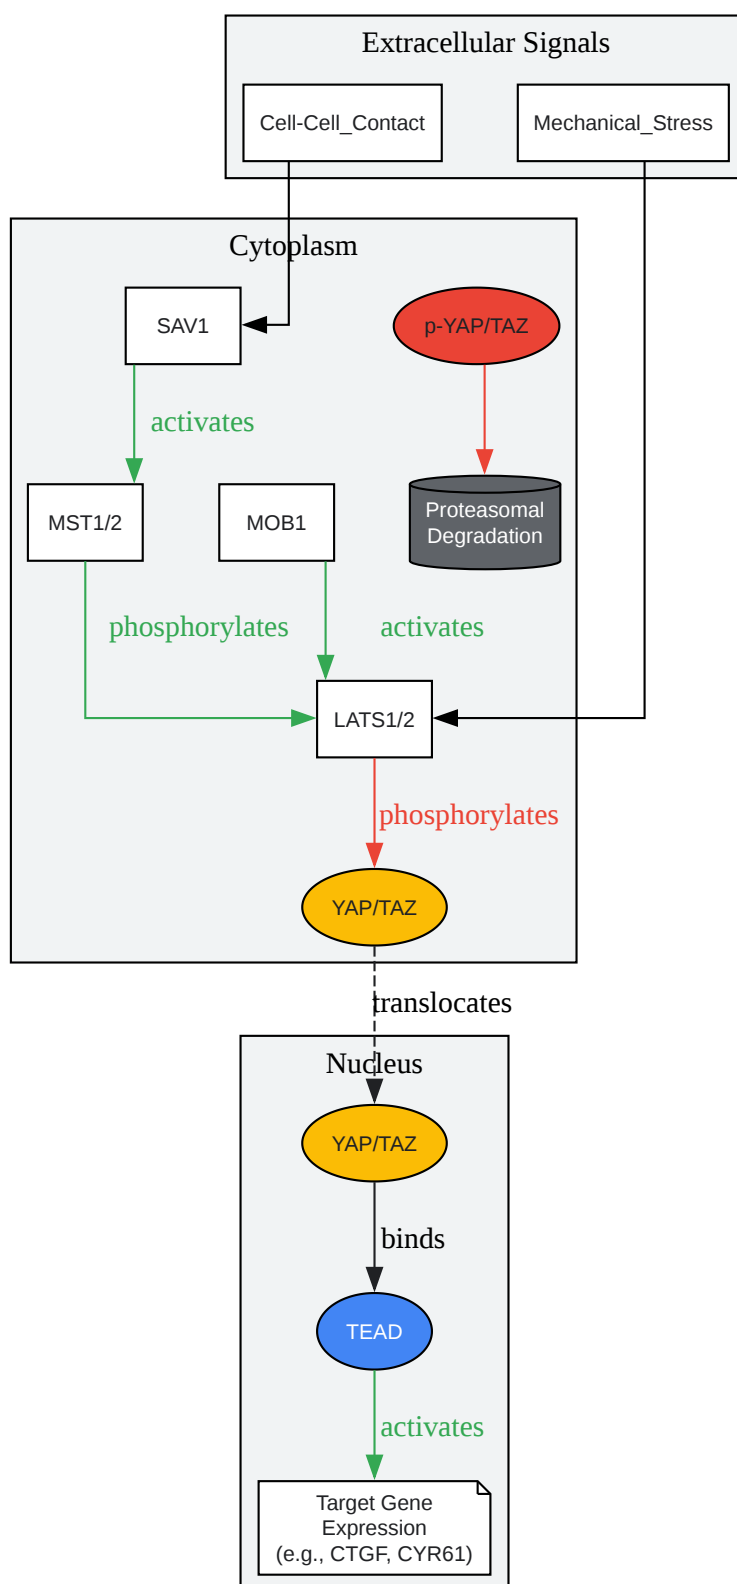 Extracellular Signals
Cell-Cell_Contact
Mechanical_Stress
Cytoplasm
SAV1
p-YAP/TAZ
activates
MST1/2
MOB1
Proteasomal
Degradation
phosphorylates
activates
LATS1/2
phosphorylates
YAP/TAZ
translocates
Nucleus
YAP/TAZ
binds
TEAD
activates
Target Gene
Expression
(e.g., CTGF, CYR61)